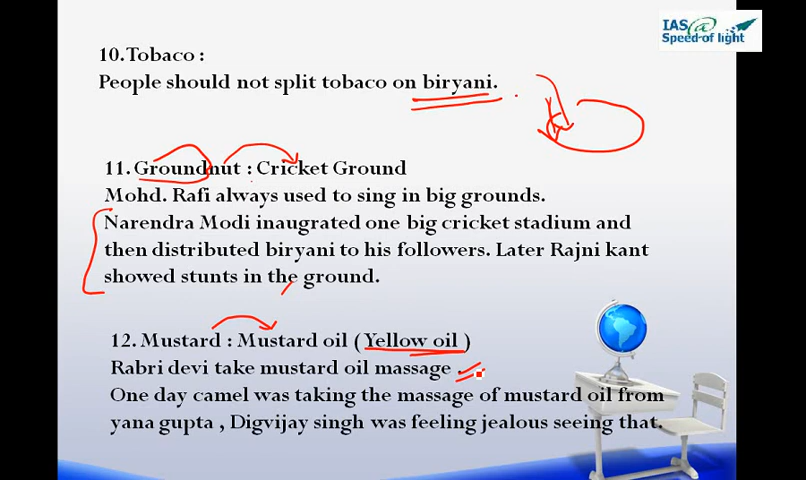 IAS@
Speed of light
10.Tobaco :
People should not split tobaco on biryani.
11. Groundnut : Cricket Ground
Mohd. Rafi always used to sing in big grounds.
Narendra Modi inaugrated one big cricket stadium and
then distributed biryani to his followers. Later Rajni kant
showed stunts in the ground.
12. Mustard : Mustard oil ( Yellow oil )
Rabri devi take mustard oil massage .
One day camel was taking the massage of mustard oil from
yana gupta , Digvijay singh was feeling jealous seeing that.